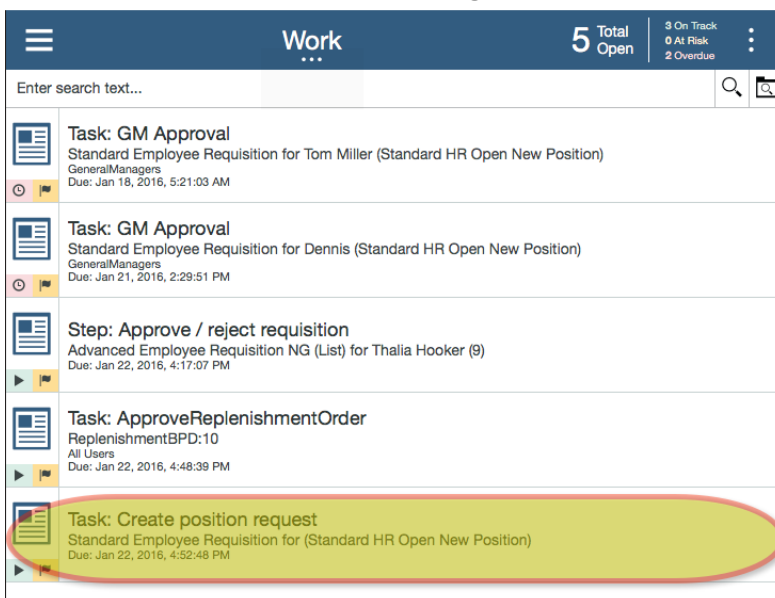 Work
5 Total Open
3 On Track
0 At Risk
2 Overdue
Enter search text...
Task: GM Approval
Standard Employee Requisition for Tom Miller (Standard HR Open New Position)
GeneralManagers
Due: Jan 18, 2016, 5:21:03 AM
Task: GM Approval
Standard Employee Requisition for Dennis (Standard HR Open New Position)
GeneralManagers
Due: Jan 21, 2016, 2:29:51 PM
Step: Approve / reject requisition
Advanced Employee Requisition NG (List) for Thalia Hooker (9)
Due: Jan 22, 2016, 4:17:07 PM
Task: ApproveReplenishmentOrder
ReplenishmentBPD:10
All Users
Due: Jan 22, 2016, 4:48:39 PM
Task: Create position request
Standard Employee Requisition for (Standard HR Open New Position)
Due: Jan 22, 2016, 4:52:48 PM